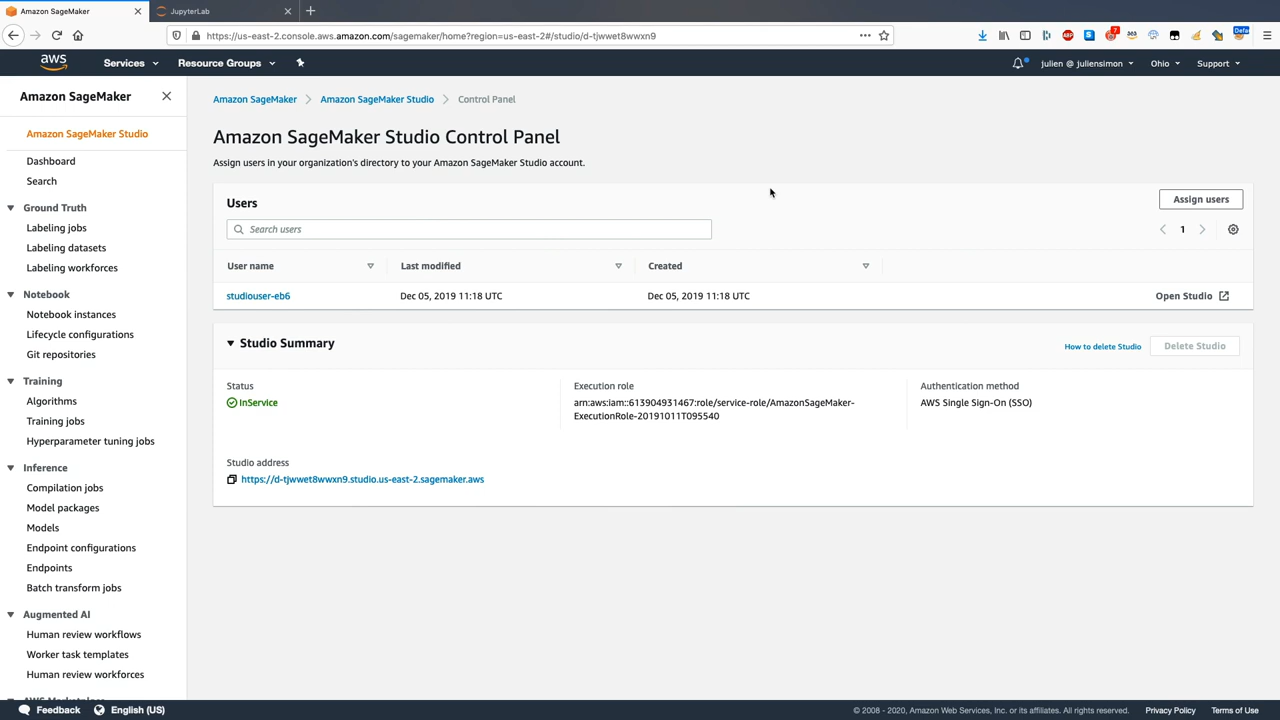 Amazon SageMaker
JupyterLab
https://us-east-2.console.aws.amazon.com/sagemaker/home?region=us-east-2#/studio/d-tjwwet8wwxn9
aws
Services
Resource Groups
julien @ juliensimon
Ohio
Support
Amazon SageMaker
Amazon SageMaker Studio
Dashboard
Search
Ground Truth
Labeling jobs
Labeling datasets
Labeling workforces
Notebook
Notebook instances
Lifecycle configurations
Git repositories
Training
Algorithms
Training jobs
Hyperparameter tuning jobs
Inference
Compilation jobs
Model packages
Models
Endpoint configurations
Endpoints
Batch transform jobs
Augmented AI
Human review workflows
Worker task templates
Human review workforces
Amazon SageMaker
Amazon SageMaker Studio
Control Panel
Amazon SageMaker Studio Control Panel
Assign users in your organization's directory to your Amazon SageMaker Studio account.
Users
Assign users
Search users
1
User name
Last modified
Created
studiouser-eb6
Dec 05, 2019 11:18 UTC
Dec 05, 2019 11:18 UTC
Open Studio
Studio Summary
How to delete Studio
Delete Studio
Status
InService
Execution role
arn:aws:iam::613904931467:role/service-role/AmazonSageMaker-
ExecutionRole-20191011T095540
Authentication method
AWS Single Sign-On (SSO)
Studio address
https://d-tjwwet8wwxn9.studio.us-east-2.sagemaker.aws
Feedback
English (US)
© 2008 - 2020, Amazon Web Services, Inc. or its affiliates. All rights reserved.
Privacy Policy
Terms of Use